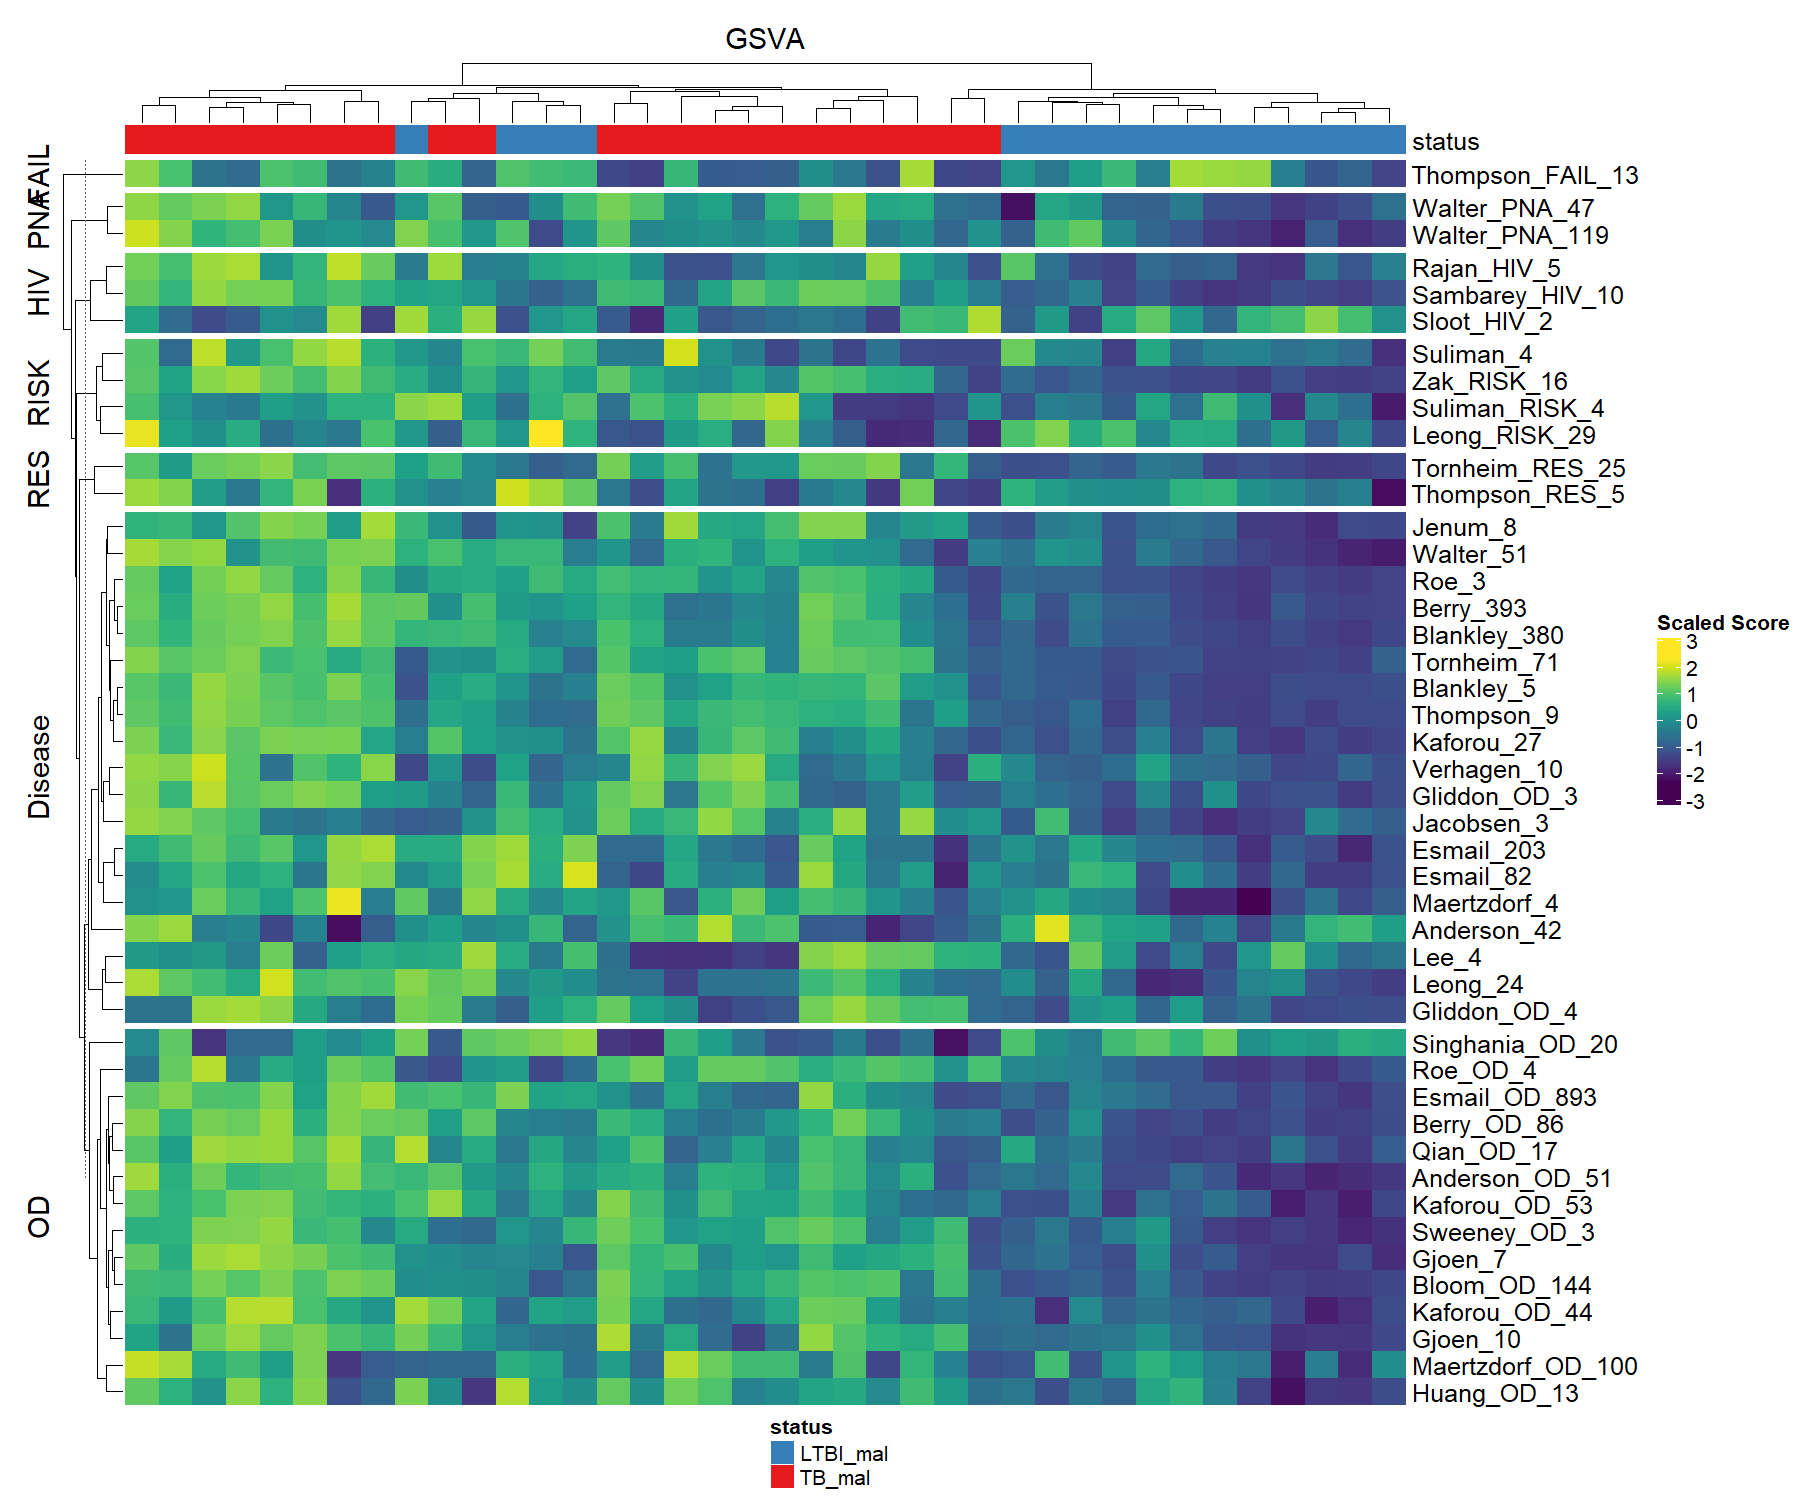 GSVA
status
FAIL
Thompson_FAIL_13
PNA
Walter_PNA_47
Walter_PNA_119
HIV
Rajan_HIV_5
Sambarey_HIV_10
Sloot_HIV_2
RISK
Suliman_4
Zak_RISK_16
Suliman_RISK_4
Leong_RISK_29
RES
Tornheim_RES_25
Thompson_RES_5
Disease
Jenum_8
Walter_51
Roe_3
Berry_393
Blankley_380
Tornheim_71
Blankley_5
Thompson_9
Kaforou_27
Verhagen_10
Gliddon_OD_3
Jacobsen_3
Esmail_203
Esmail_82
Maertzdorf_4
Anderson_42
Lee_4
Leong_24
Gliddon_OD_4
OD
Singhania_OD_20
Roe_OD_4
Esmail_OD_893
Berry_OD_86
Qian_OD_17
Anderson_OD_51
Kaforou_OD_53
Sweeney_OD_3
Gjoen_7
Bloom_OD_144
Kaforou_OD_44
Gjoen_10
Maertzdorf_OD_100
Huang_OD_13
Scaled Score
3
2
1
0
-1
-2
-3
status
LTBI_mal
TB_mal